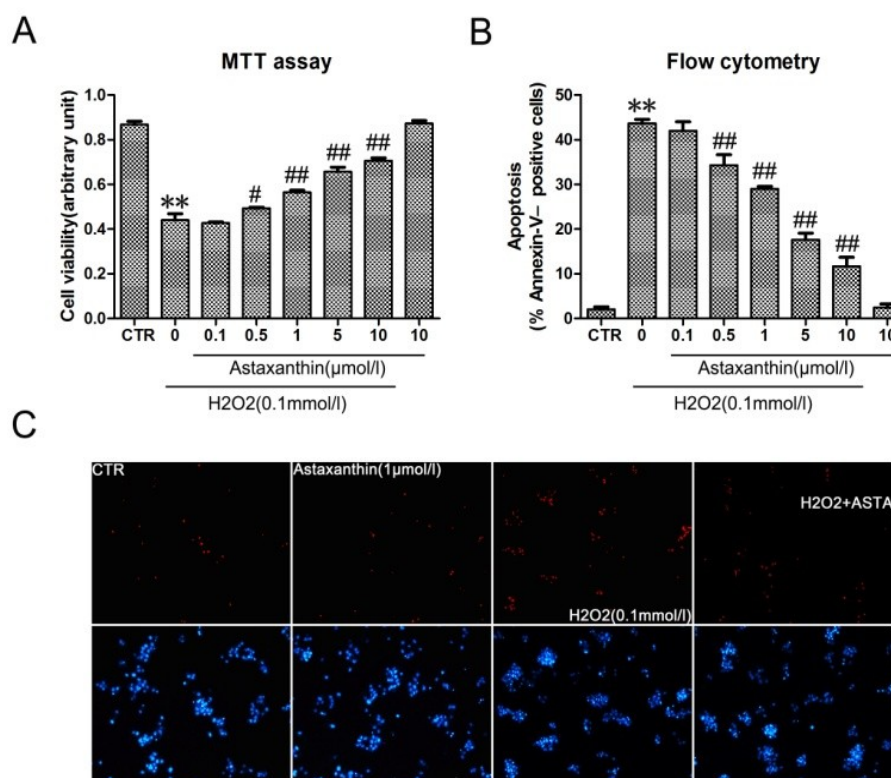 A
MTT assay
Cell viability(arbitrary unit)
1.0
0.8
0.6
0.4
0.2
0.0
**
#
##
##
##
CTR 0 0.1 0.5 1 5 10 10
Astaxanthin(μmol/l)
H2O2(0.1mmol/l)
B
Flow cytometry
Apoptosis
(% Annexin-V– positive cells)
50
40
30
20
10
0
**
##
##
##
##
CTR 0 0.1 0.5 1 5 10 10
Astaxanthin(μmol/l)
H2O2(0.1mmol/l)
C
CTR
Astaxanthin(1μmol/l)
H2O2(0.1mmol/l)
H2O2+ASTA